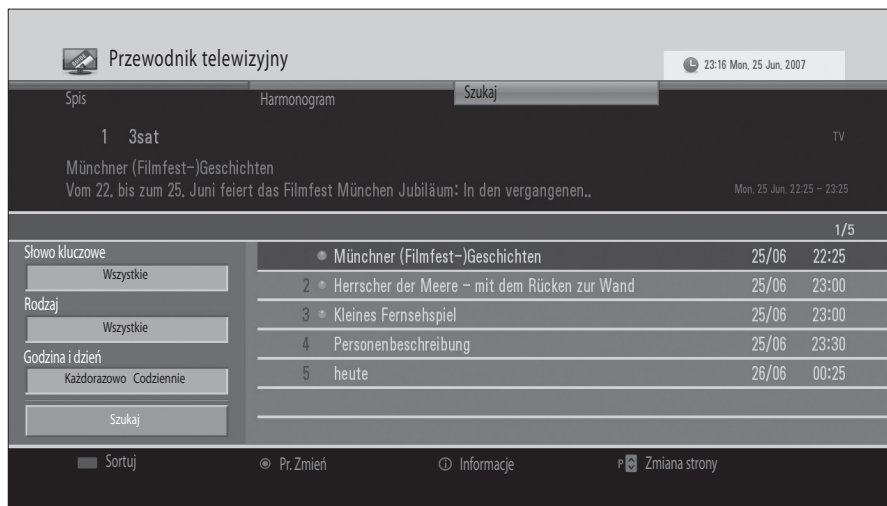 Przewodnik telewizyjny
23:16 Mon, 25 Jun, 2007
Spis Harmonogram Szukaj
1 3sat TV
Münchner (Filmfest-)Geschichten
Vom 22, bis zum 25, Juni feiert das Filmfest München Jubiläum: In den vergangenen.. Mon, 25 Jun, 22:25 - 23:25
1/5
Słowo kluczowe
Wszystkie
Rodzaj
Wszystkie
Godzina i dzień
Każdorazowo Codziennie
Szukaj
Münchner (Filmfest-)Geschichten 25/06 22:25
2 Herrscher der Meere - mit dem Rücken zur Wand 25/06 23:00
3 Kleines Fernsehspiel 25/06 23:00
4 Personenbeschreibung 25/06 23:30
5 heute 26/06 00:25
Sortuj Pr. Zmień Informacje P Zmiana strony